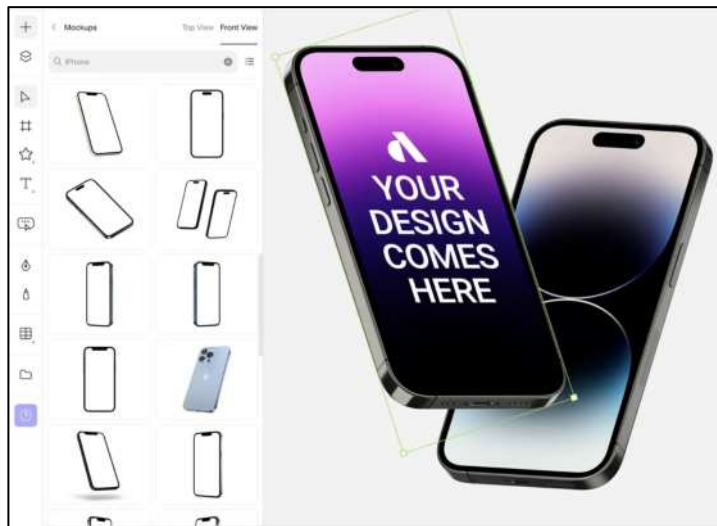 Mockups
Top View
Front View
iPhone
YOUR
DESIGN
COMES
HERE